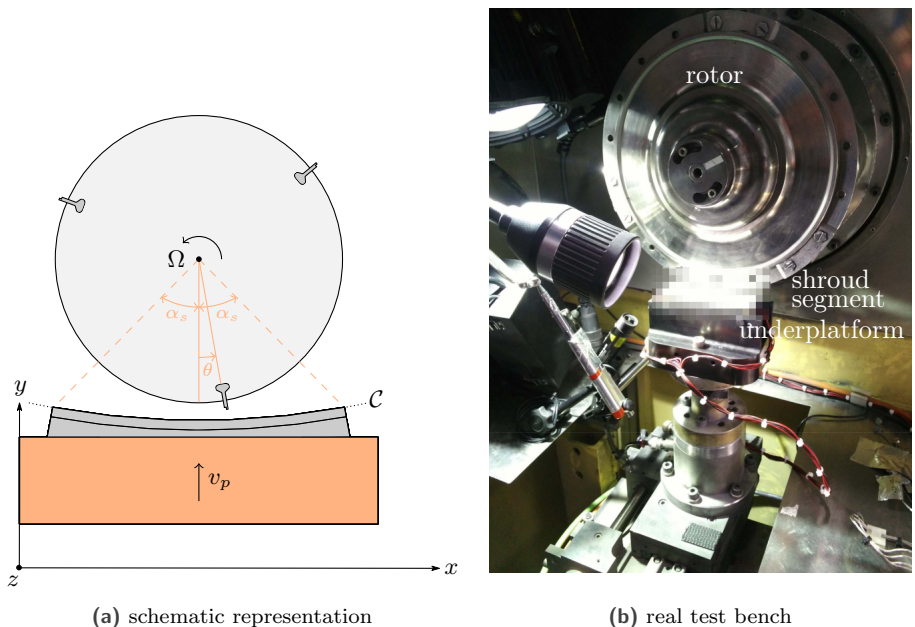 Ω
α_s
α_s
θ
y
C
v_p
x
z
(a) schematic representation
rotor
shroud
segment
underplatform
(b) real test bench